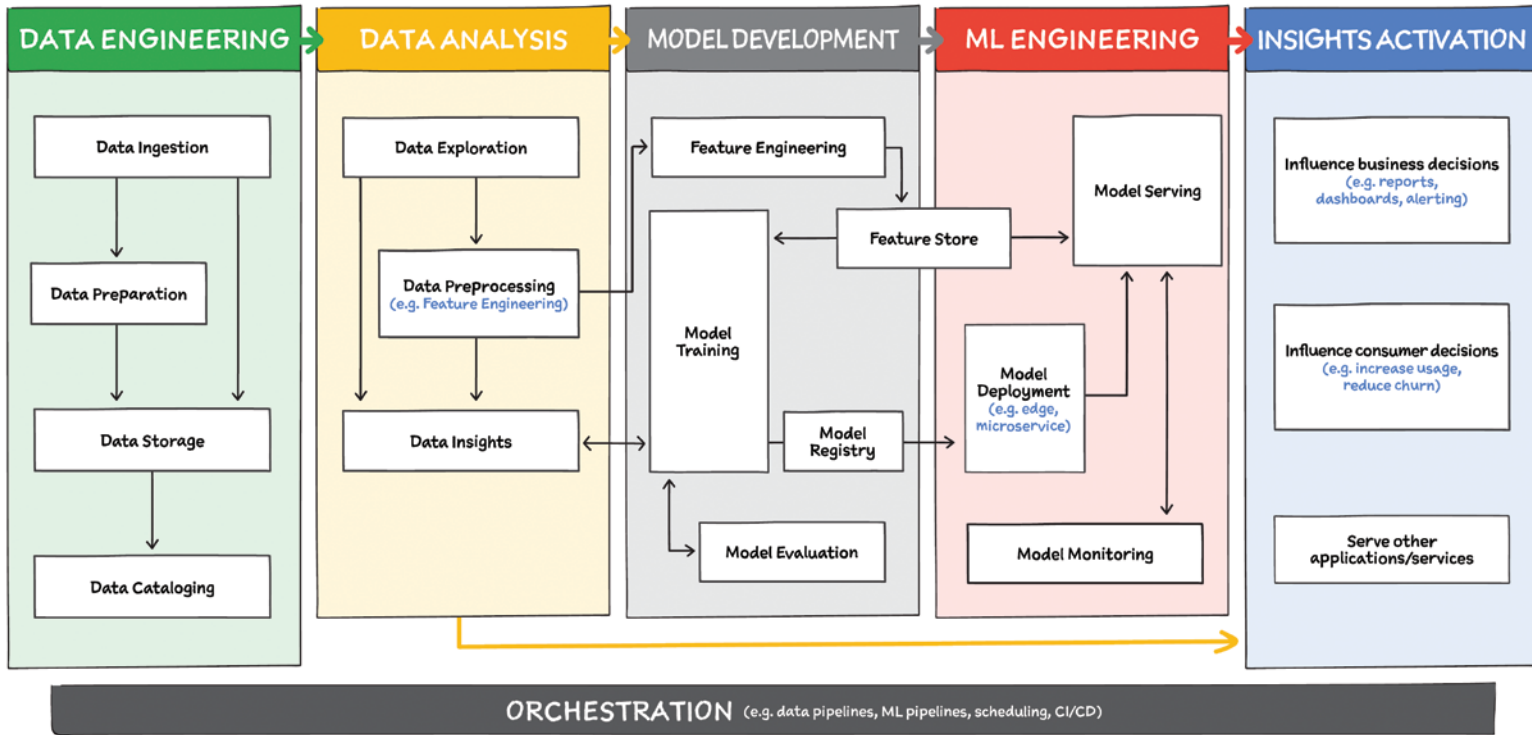 DATA ENGINEERING
DATA ANALYSIS
MODEL DEVELOPMENT
ML ENGINEERING
INSIGHTS ACTIVATION
Data Ingestion
Data Preparation
Data Storage
Data Cataloging
Data Exploration
Data Preprocessing
(e.g. Feature Engineering)
Data Insights
Feature Engineering
Feature Store
Model
Training
Model
Registry
Model Evaluation
Model Serving
Model
Deployment
(e.g. edge,
microservice)
Model Monitoring
Influence business decisions
(e.g. reports,
dashboards, alerting)
Influence consumer decisions
(e.g. increase usage,
reduce churn)
Serve other
applications/services
ORCHESTRATION (e.g. data pipelines, ML pipelines, scheduling, CI/CD)